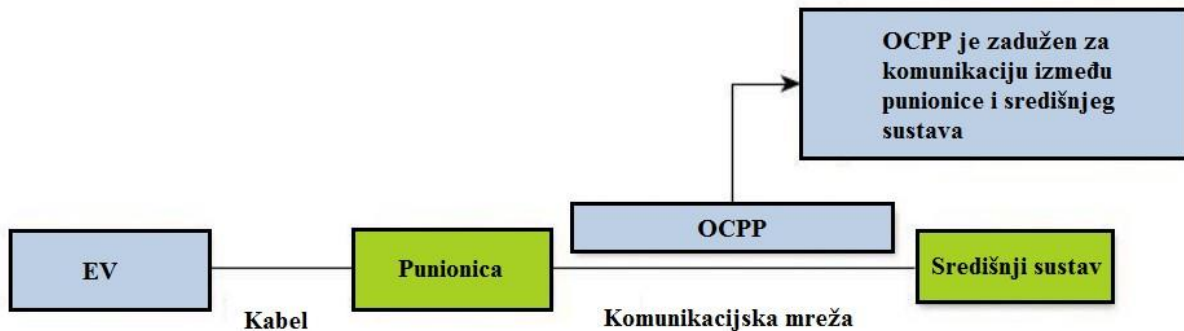 OCPP je zadužen za
komunikaciju između
punionice i središnjeg
sustava
OCPP
EV
Punionica
Središnji sustav
Kabel
Komunikacijska mreža